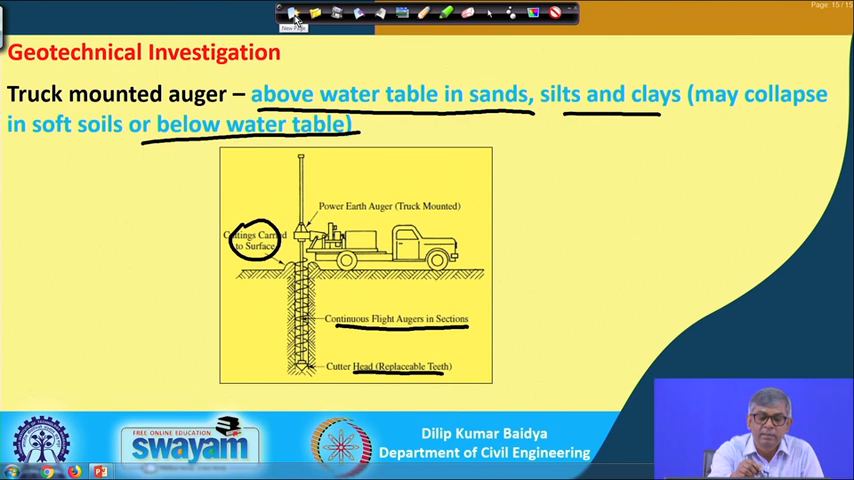 Page: 15 / 15
New Page
Geotechnical Investigation
Truck mounted auger – above water table in sands, silts and clays (may collapse
in soft soils or below water table)
Power Earth Auger (Truck Mounted)
Cuttings Carried
to Surface
Continuous Flight Augers in Sections
Cutter Head (Replaceable Teeth)
FREE ONLINE EDUCATION
swayam
Dilip Kumar Baidya
Department of Civil Engineering